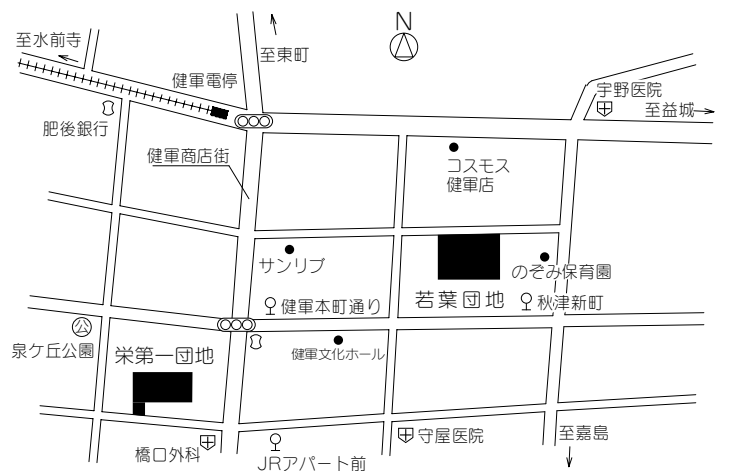 N
至水前寺
至東町
健軍電停
宇野医院
至益城
肥後銀行
健軍商店街
コスモス
健軍店
サンリブ
のぞみ保育園
健軍本町通り
若葉団地
秋津新町
公
泉ケ丘公園
栄第一団地
健軍文化ホール
橋口外科
JRアパート前
守屋医院
至嘉島